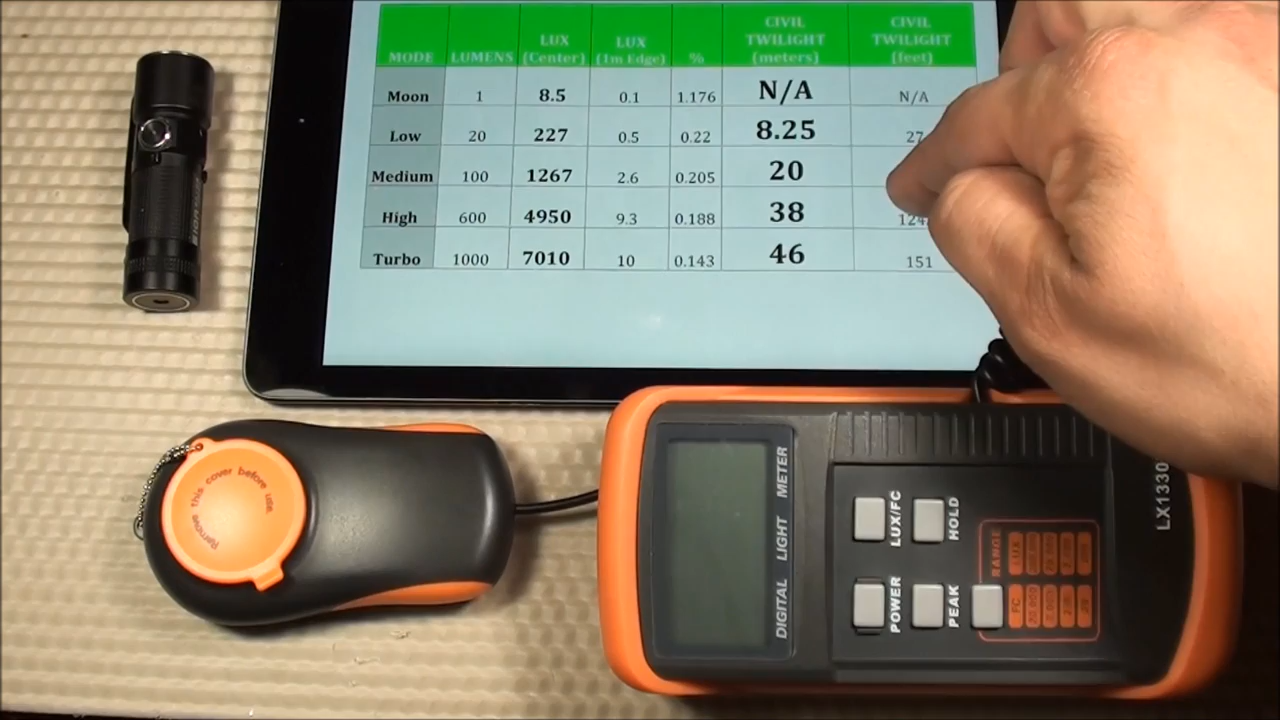 CIVIL CIVIL
LUX LUX TWILIGHT TWILIGHT
MODE LUMENS (Center) (1m Edge) % (meters) (feet)
Moon 1 8.5 0.1 1.176 N/A N/A
Low 20 227 0.5 0.22 8.25 27
Medium 100 1267 2.6 0.205 20
High 600 4950 9.3 0.188 38 124
Turbo 1000 7010 10 0.143 46 151
Remove this cover before use.
DIGITAL LIGHT METER
LUX/FC
HOLD
POWER
PEAK
RANGE
LUX
FC
LX1330